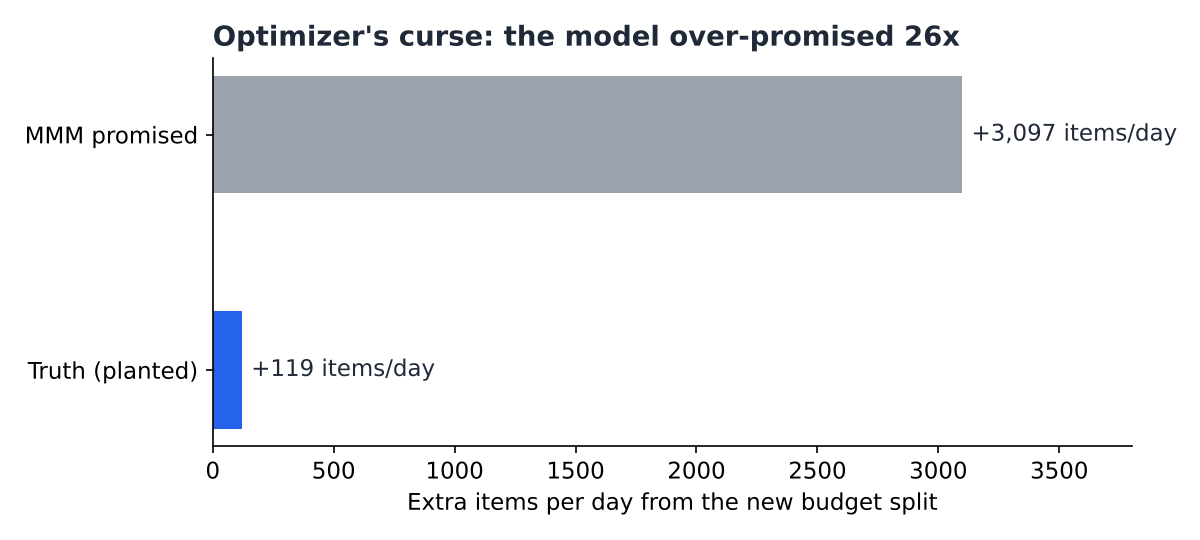 Optimizer's curse: the model over-promised 26x
MMM promised
+3,097 items/day
Truth (planted)
+119 items/day
0 500 1000 1500 2000 2500 3000 3500
Extra items per day from the new budget split